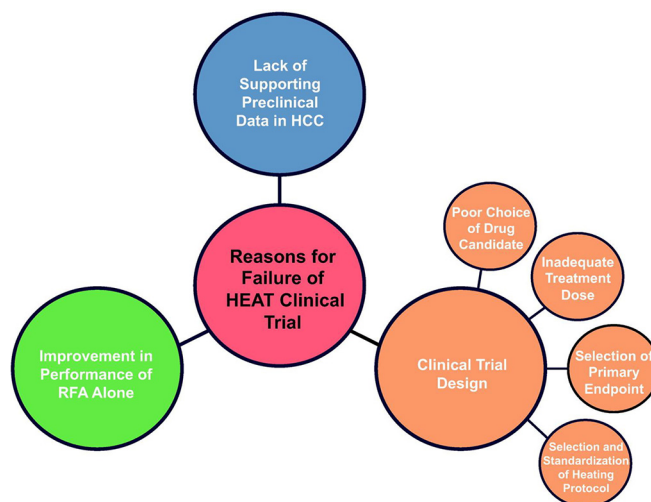 Lack of
Supporting
Preclinical
Data in HCC
Reasons for
Failure of
HEAT Clinical
Trial
Improvement in
Performance of
RFA Alone
Clinical Trial
Design
Poor Choice
of Drug
Candidate
Inadequate
Treatment
Dose
Selection of
Primary
Endpoint
Selection and
Standardization
of Heating
Protocol